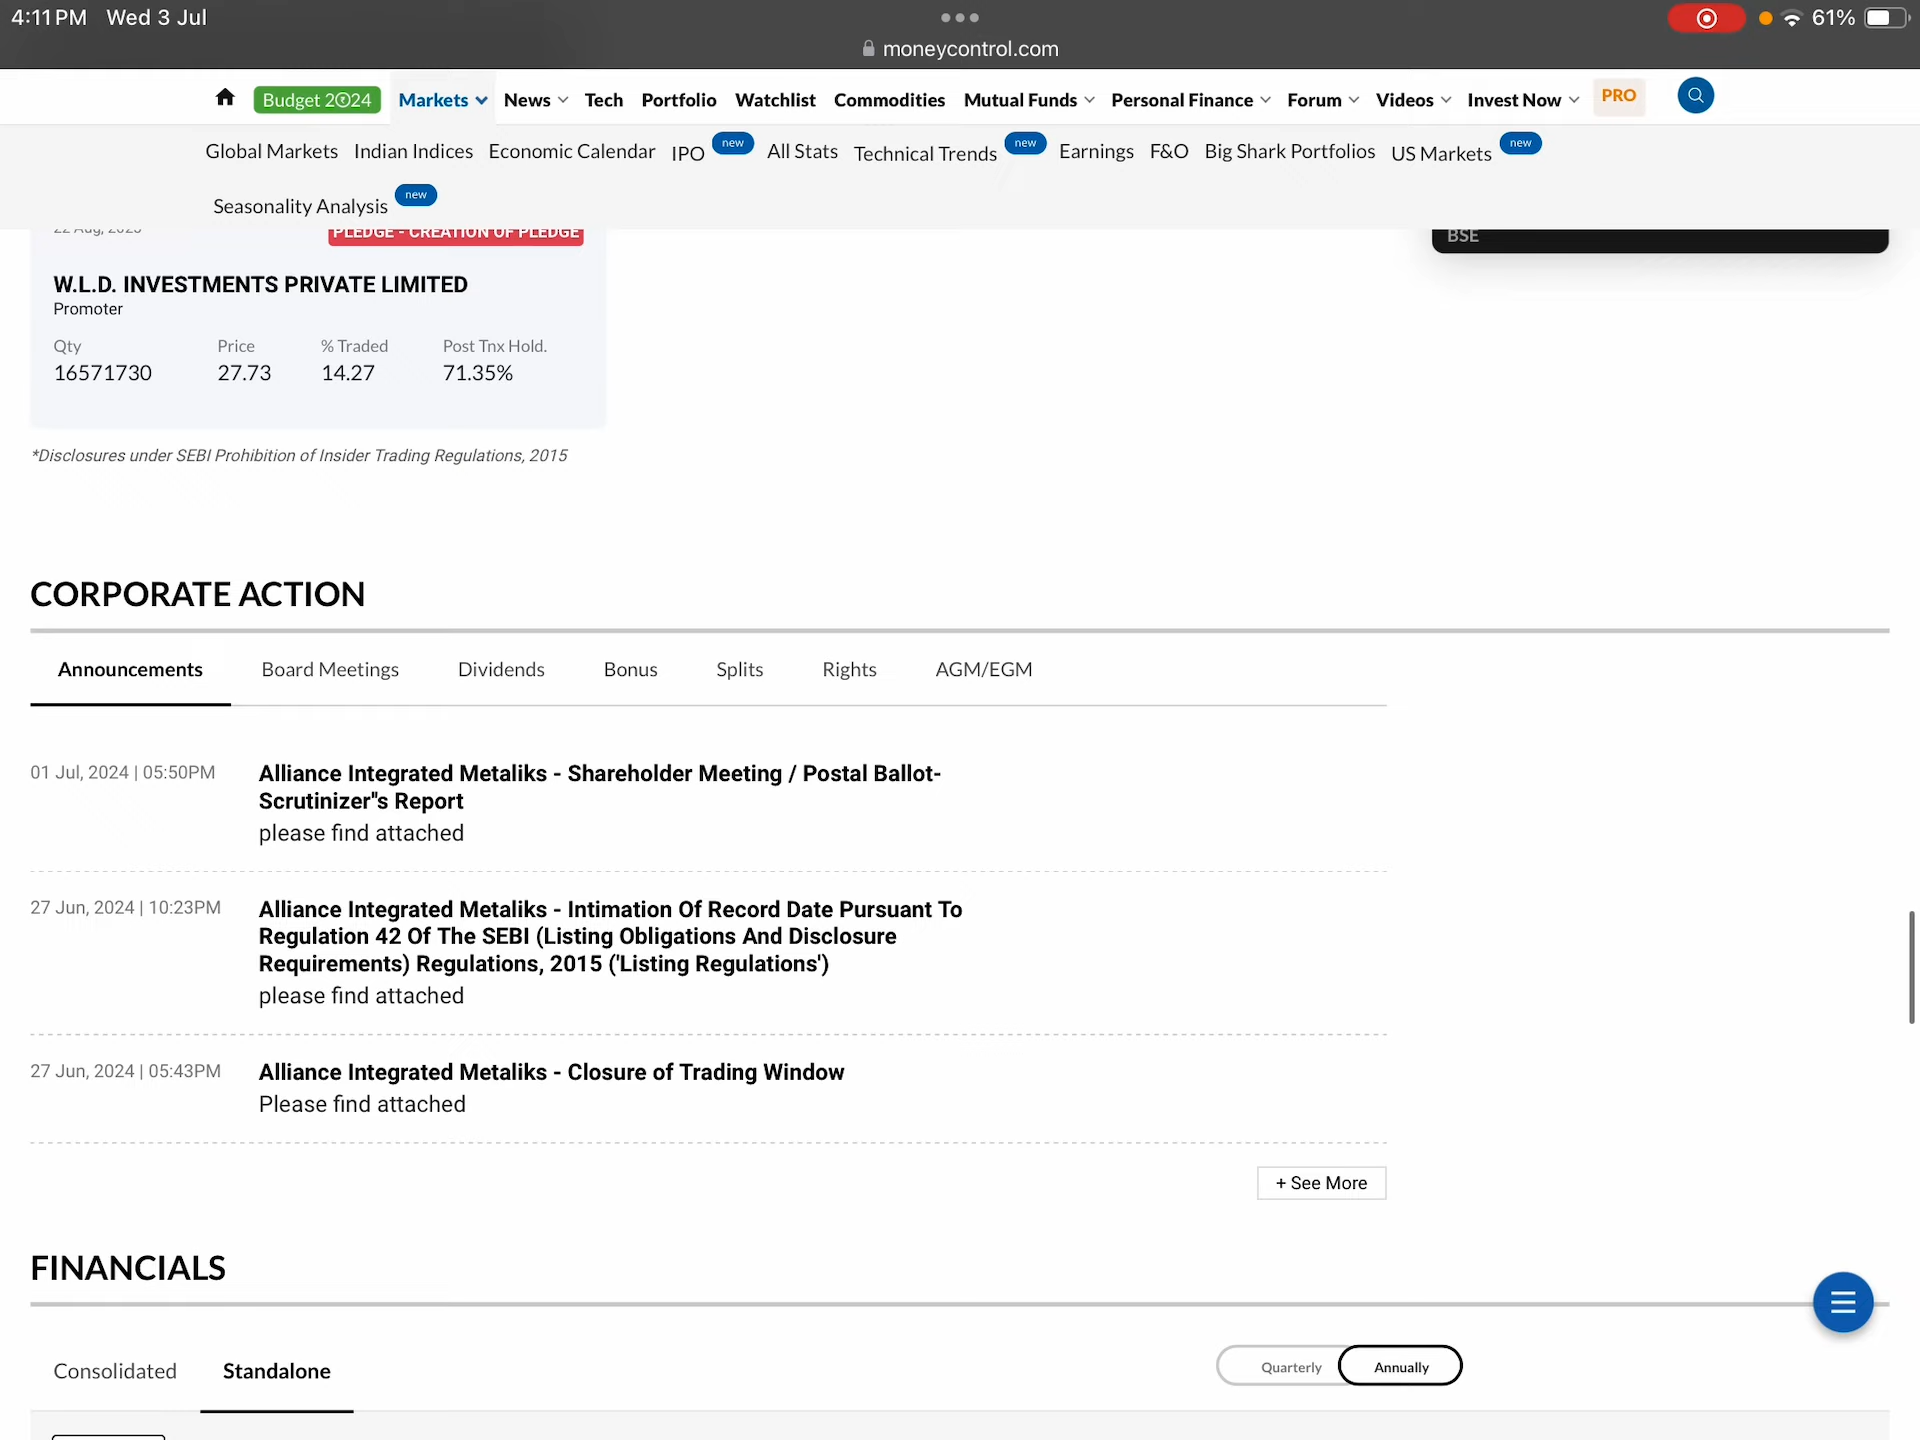 4:11 PM Wed 3 Jul
61%
moneycontrol.com
Budget 2024 Markets News Tech Portfolio Watchlist Commodities Mutual Funds Personal Finance Forum Videos Invest Now PRO
Global Markets Indian Indices Economic Calendar IPO new All Stats Technical Trends new Earnings F&O Big Shark Portfolios US Markets new
Seasonality Analysis new
22 Aug, 2023 PLEDGE - CREATION OF PLEDGE
BSE
W.L.D. INVESTMENTS PRIVATE LIMITED
Promoter
Qty Price % Traded Post Tnx Hold.
16571730 27.73 14.27 71.35%
*Disclosures under SEBI Prohibition of Insider Trading Regulations, 2015
CORPORATE ACTION
Announcements Board Meetings Dividends Bonus Splits Rights AGM/EGM
01 Jul, 2024 | 05:50PM Alliance Integrated Metaliks - Shareholder Meeting / Postal Ballot-
Scrutinizer"s Report
please find attached
27 Jun, 2024 | 10:23PM Alliance Integrated Metaliks - Intimation Of Record Date Pursuant To
Regulation 42 Of The SEBI (Listing Obligations And Disclosure
Requirements) Regulations, 2015 ('Listing Regulations')
please find attached
27 Jun, 2024 | 05:43PM Alliance Integrated Metaliks - Closure of Trading Window
Please find attached
+ See More
FINANCIALS
Consolidated Standalone Quarterly Annually